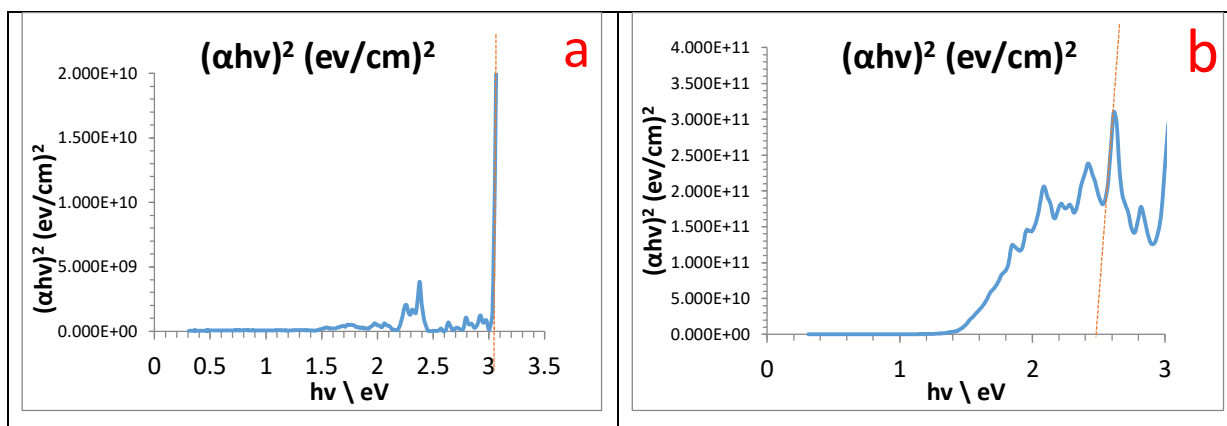 (αhv)² (ev/cm)²
a
(αhv)² (ev/cm)²
2.000E+10
1.500E+10
1.000E+10
5.000E+09
0.000E+00
0 0.5 1 1.5 2 2.5 3 3.5
hv \ eV
(αhv)² (ev/cm)²
b
(αhv)² (ev/cm)²
4.000E+11
3.500E+11
3.000E+11
2.500E+11
2.000E+11
1.500E+11
1.000E+11
5.000E+10
0.000E+00
0 1 2 3
hv \ eV